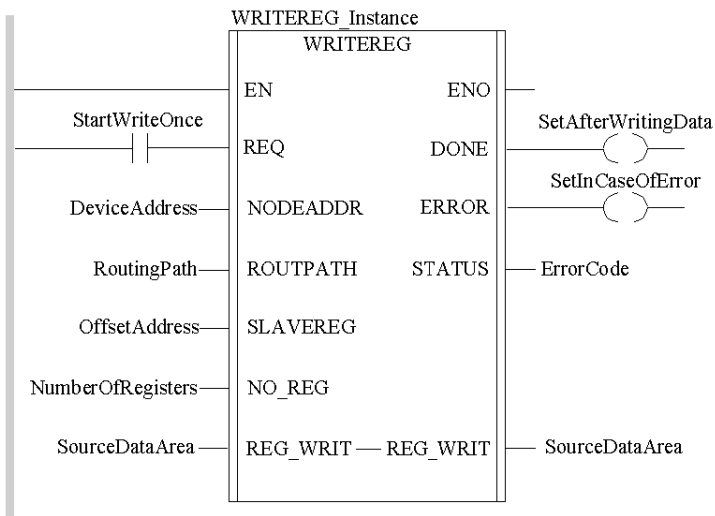 WRITEREG_Instance
WRITEREG
EN ENO
StartWriteOnce SetAfterWritingData
REQ DONE
SetInCaseOfError
DeviceAddress NODEADDR ERROR
RoutingPath ROUTPATH STATUS ErrorCode
OffsetAddress SLAVEREG
NumberOfRegisters NO_REG
SourceDataArea REG_WRIT REG_WRIT SourceDataArea